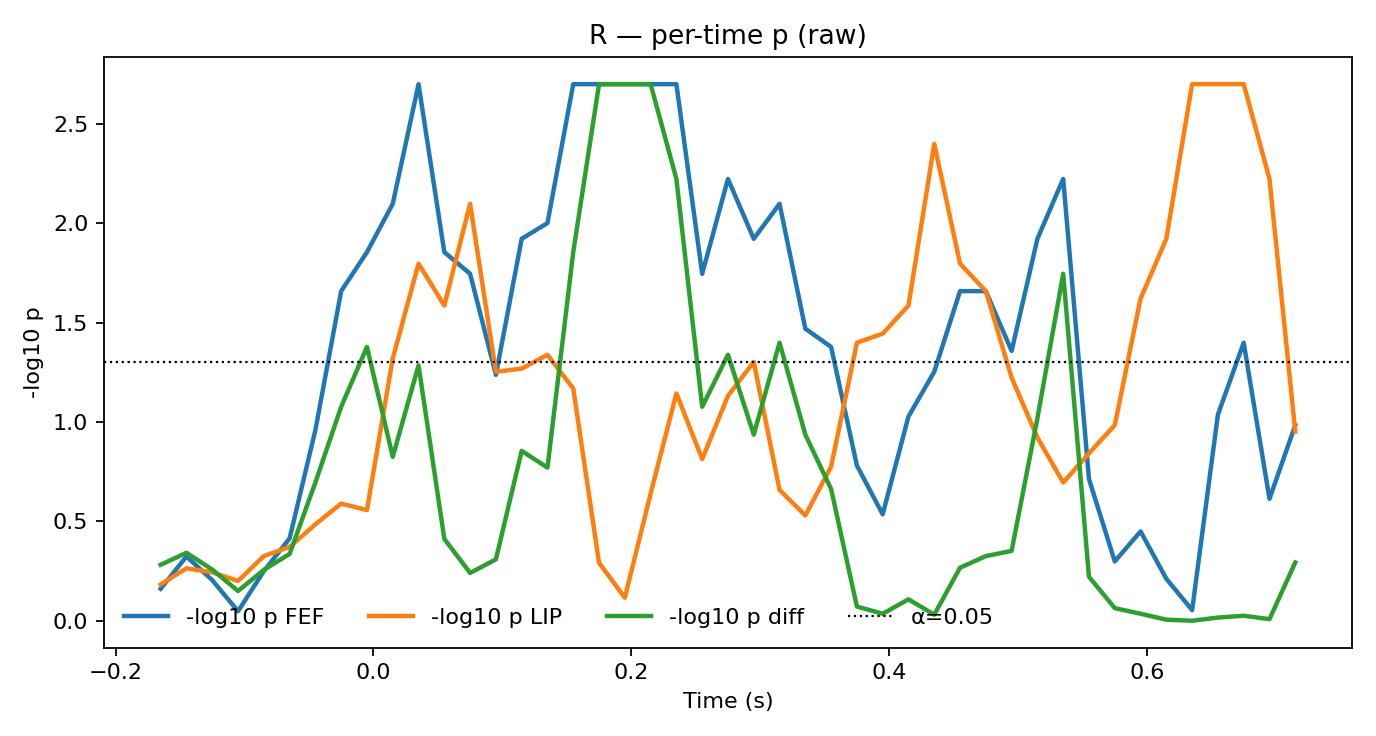 R — per-time p (raw)
-log10 p
2.5
2.0
1.5
1.0
0.5
0.0
-log10 p FEF
-log10 p LIP
-log10 p diff
α=0.05
−0.2
0.0
0.2
0.4
0.6
Time (s)